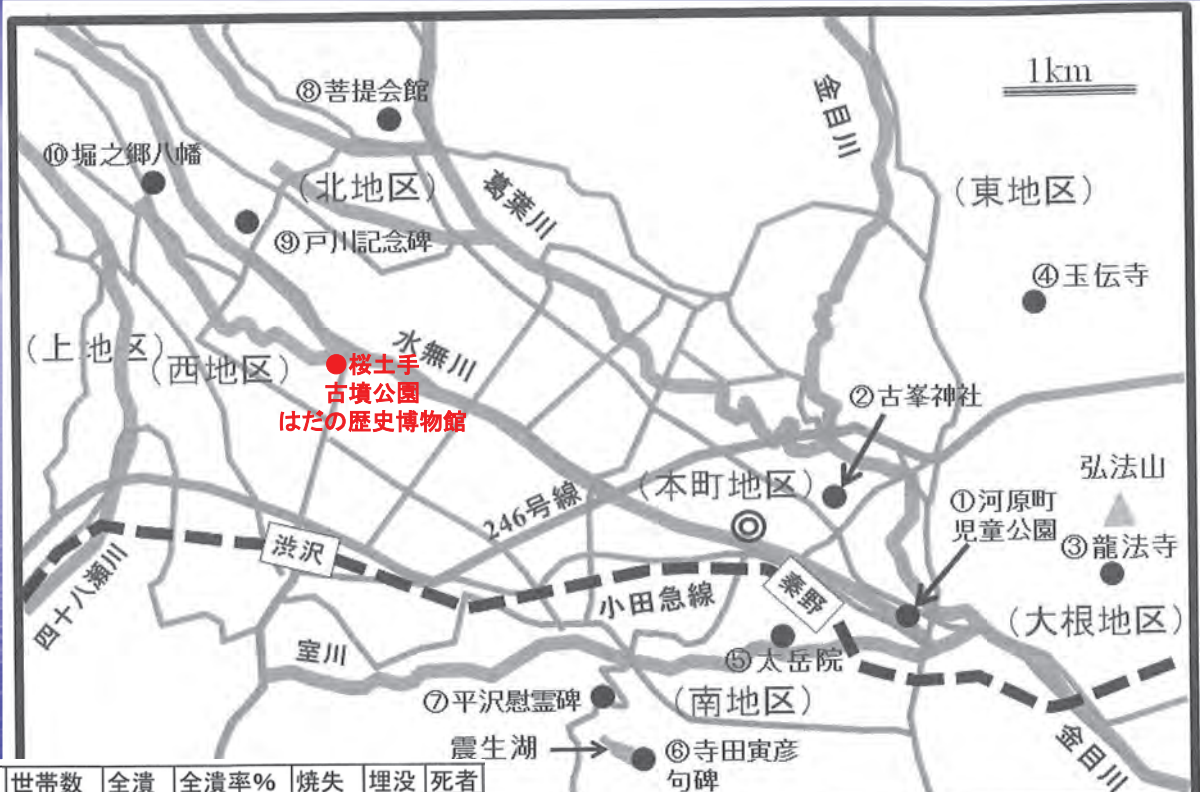 1km
⑧菩提会館
金目川
⑩堀之郷八幡
(北地区)
葛葉川
(東地区)
⑨戸川記念碑
④玉伝寺
(上地区)
(西地区)
水無川
桜土手
古墳公園
はだの歴史博物館
②古峯神社
弘法山
(本町地区)
①河原町
児童公園
246号線
③龍法寺
渋沢
四十八瀬川
小田急線
秦野
(大根地区)
室川
⑤太岳院
⑦平沢慰霊碑
(南地区)
震生湖
⑥寺田寅彦
句碑
金目川
世帯数 全潰 全潰率% 焼失 埋没 死者